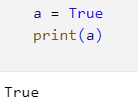 a = True
print(a)
True